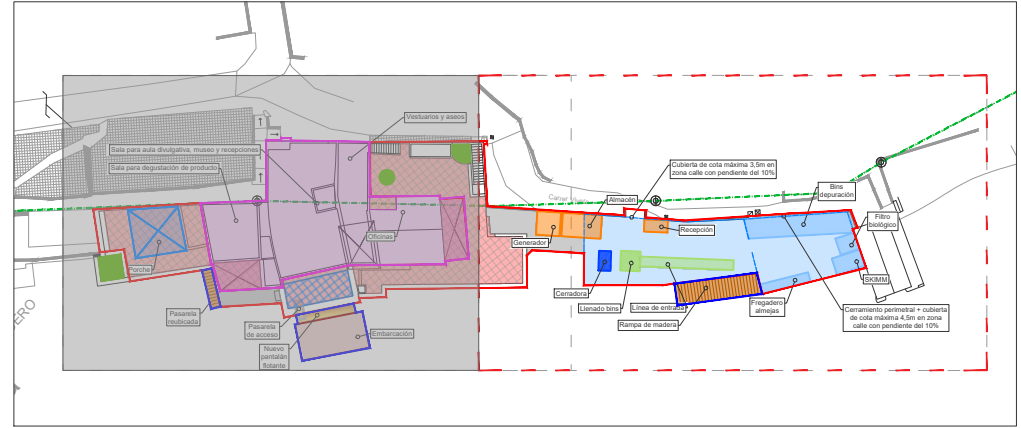 Vestuarios y aseos
Sala para aula divulgativa, museo y recepciones
Sala para degustación de producto
Cubierta de cota máxima 3,5m en
zona calle con pendiente del 10%
Bins
depuración
Almacén
Filtro
biológico
Recepción
Oficinas
Generador
Porche
SKIMM
Cerradora
Llenado bins
Línea de entrada
Fregadero
almejas
Rampa de madera
Cerramiento perimetral + cubierta
de cota máxima 4,5m en zona
calle con pendiente del 10%
Pasarela
reubicada
Pasarela
de acceso
Embarcación
Nuevo
pantalán
flotante
ERO